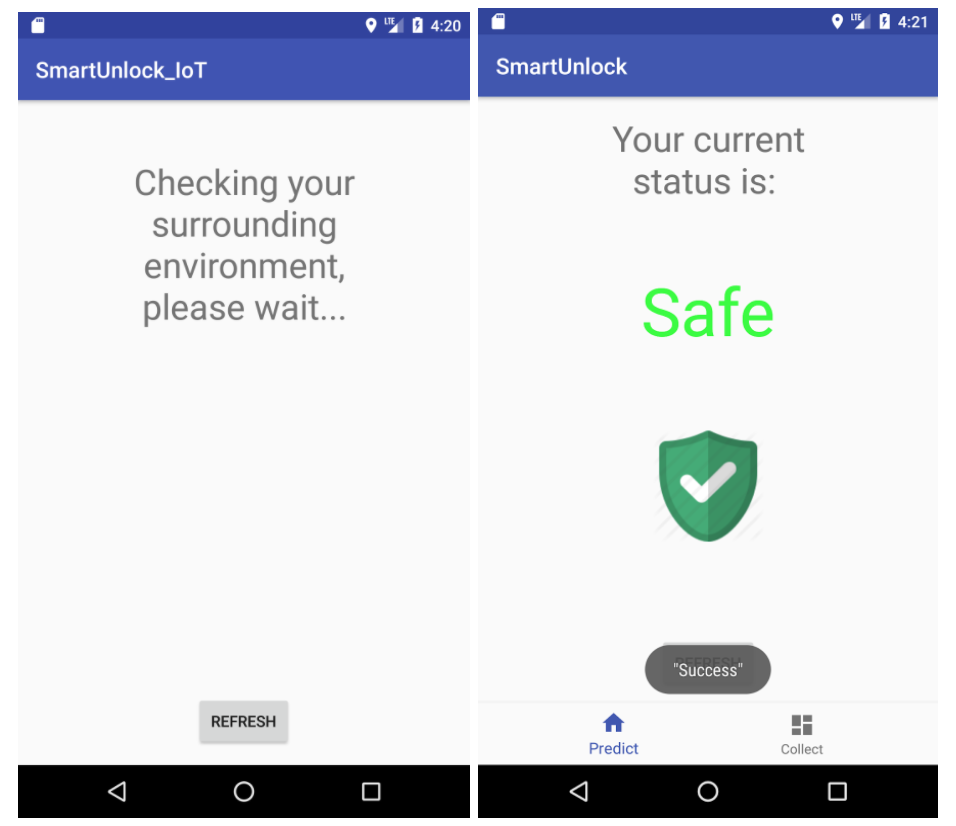 LTE 4:20
SmartUnlock_IoT
Checking your
surrounding
environment,
please wait...
REFRESH
LTE 4:21
SmartUnlock
Your current
status is:
Safe
REFRESH
"Success"
Predict
Collect